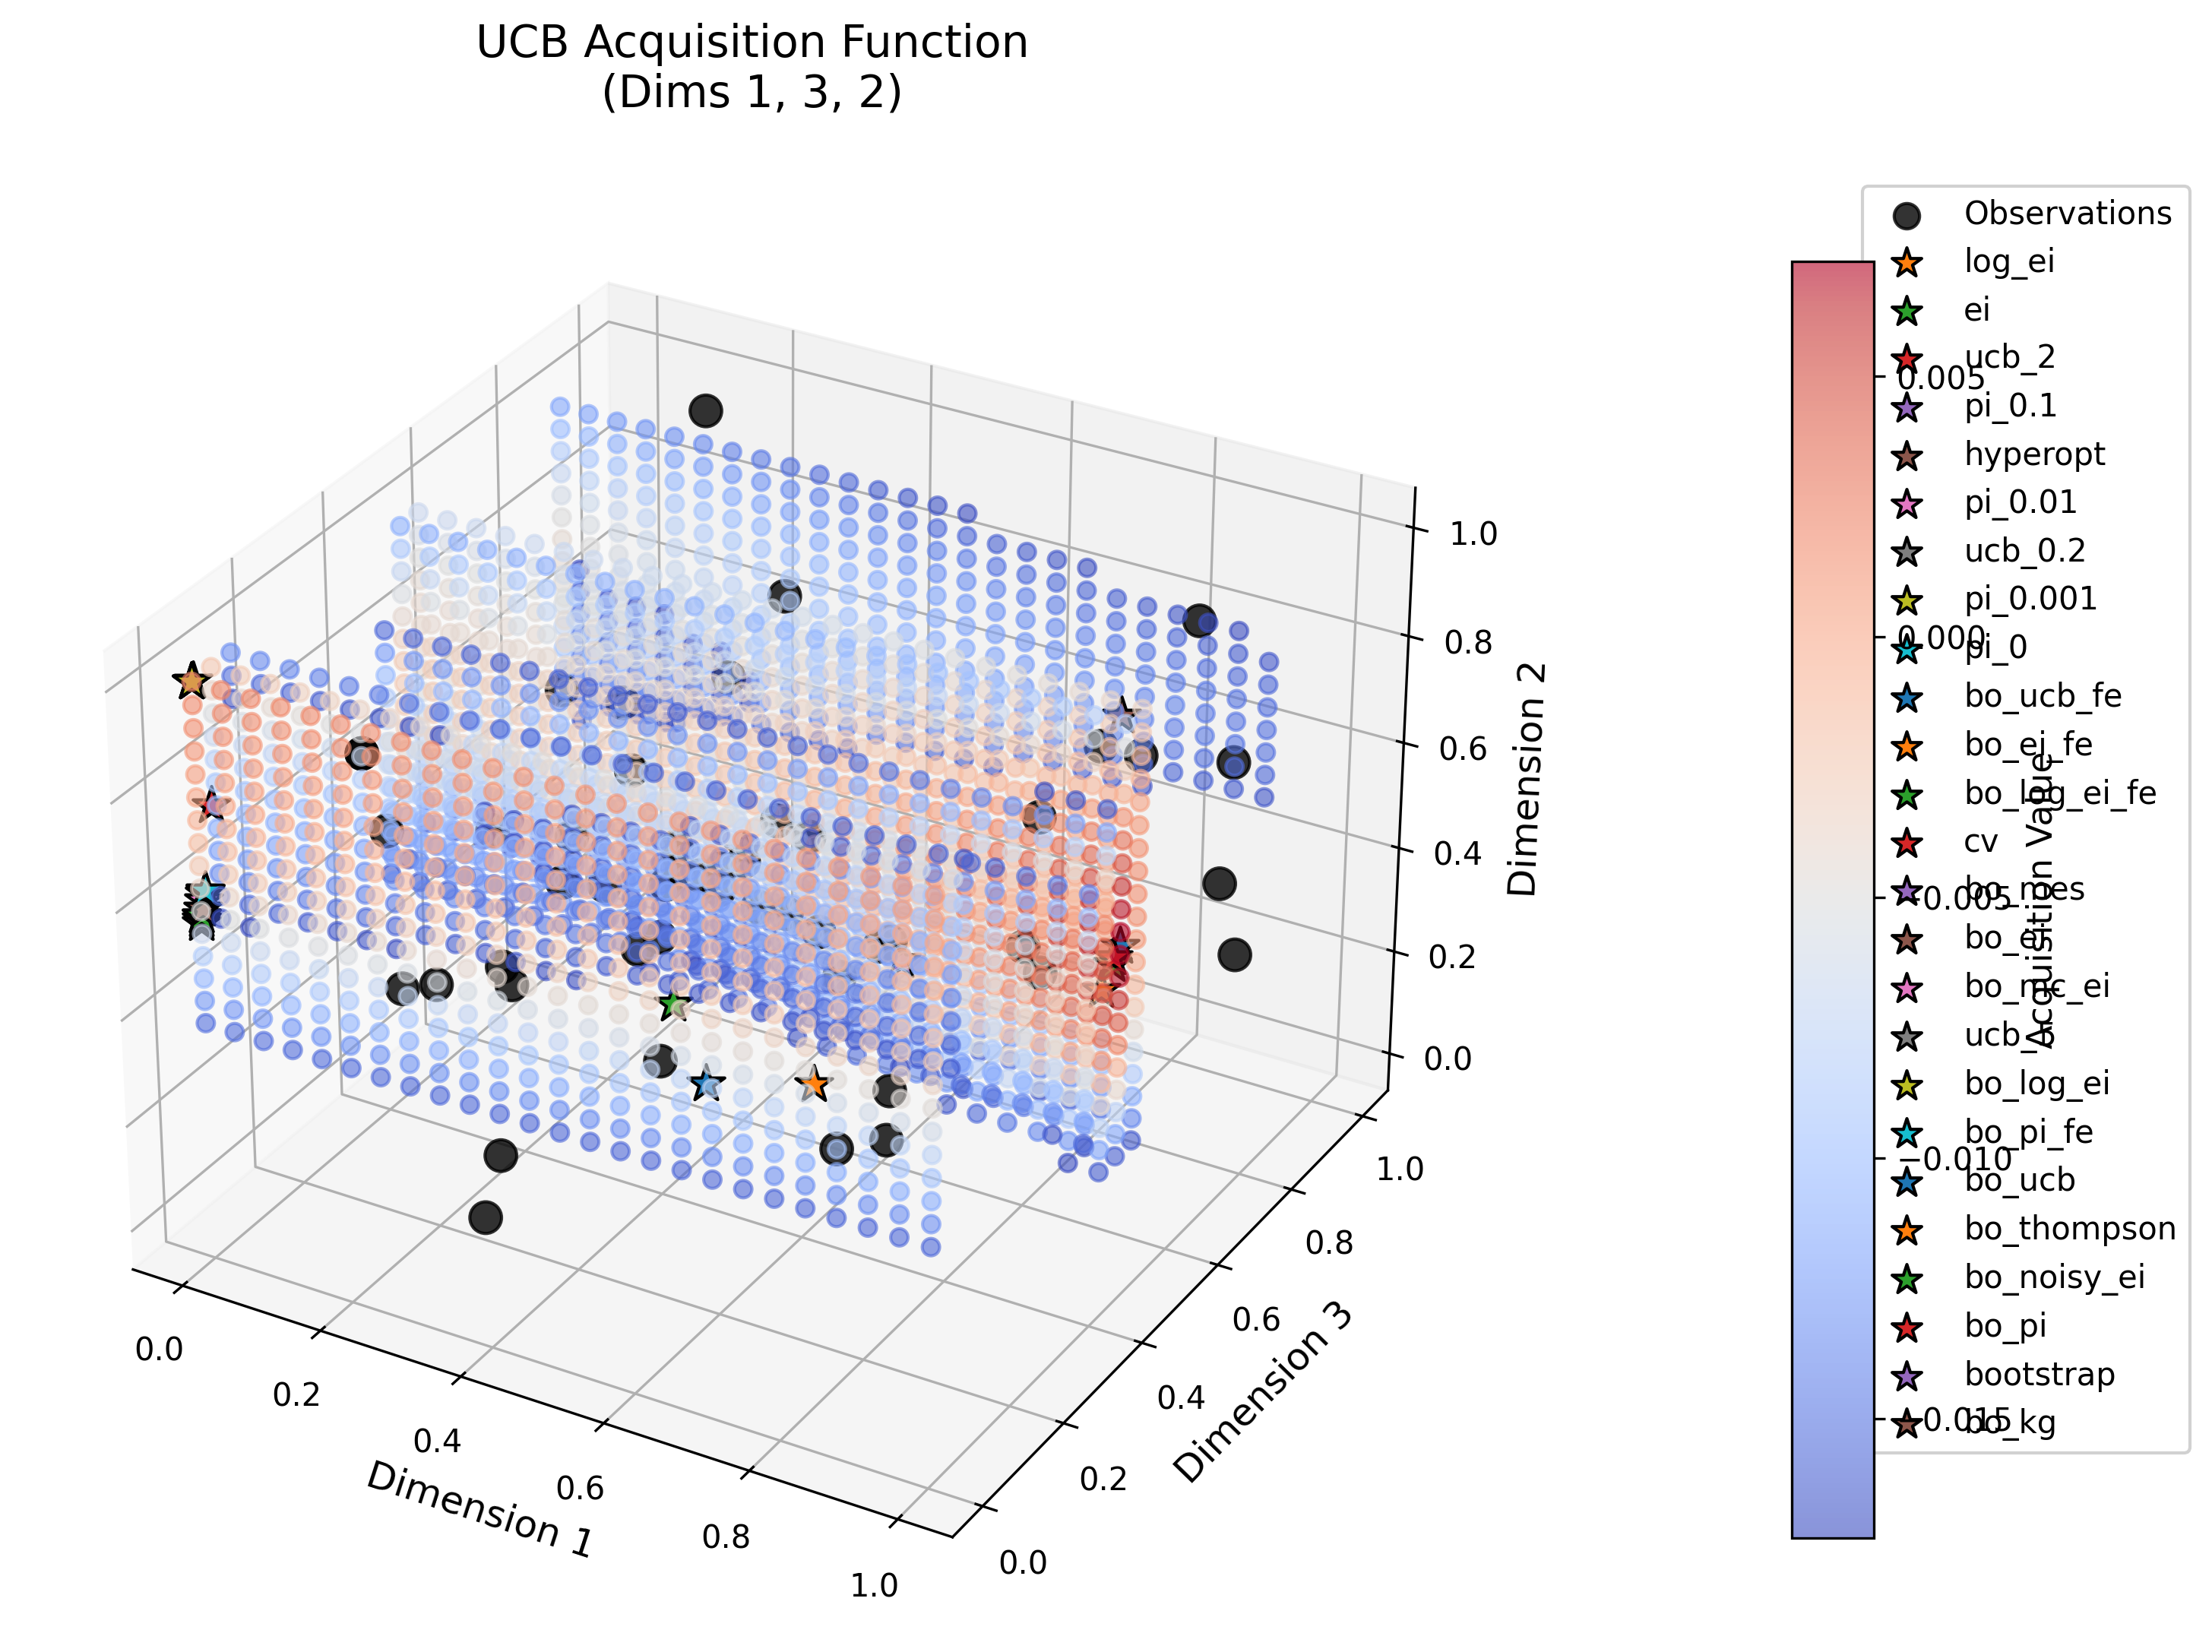 UCB Acquisition Function
(Dims 1, 3, 2)
1.0
0.8
0.6
0.4
0.2
0.0
Dimension 2
0.0
0.2
0.4
0.6
0.8
1.0
Dimension 1
0.0
0.2
0.4
0.6
0.8
1.0
Dimension 3
0.005
0.000
−0.005
−0.010
−0.015
Acquisition Value
Observations
log_ei
ei
ucb_2
pi_0.1
hyperopt
pi_0.01
ucb_0.2
pi_0.001
pi_0
bo_ucb_fe
bo_ei_fe
bo_log_ei_fe
cv
bo_mes
bo_ei
bo_mc_ei
bo_log_ei
bo_pi_fe
bo_ucb
bo_thompson
bo_noisy_ei
bo_pi
bootstrap
bo_kg